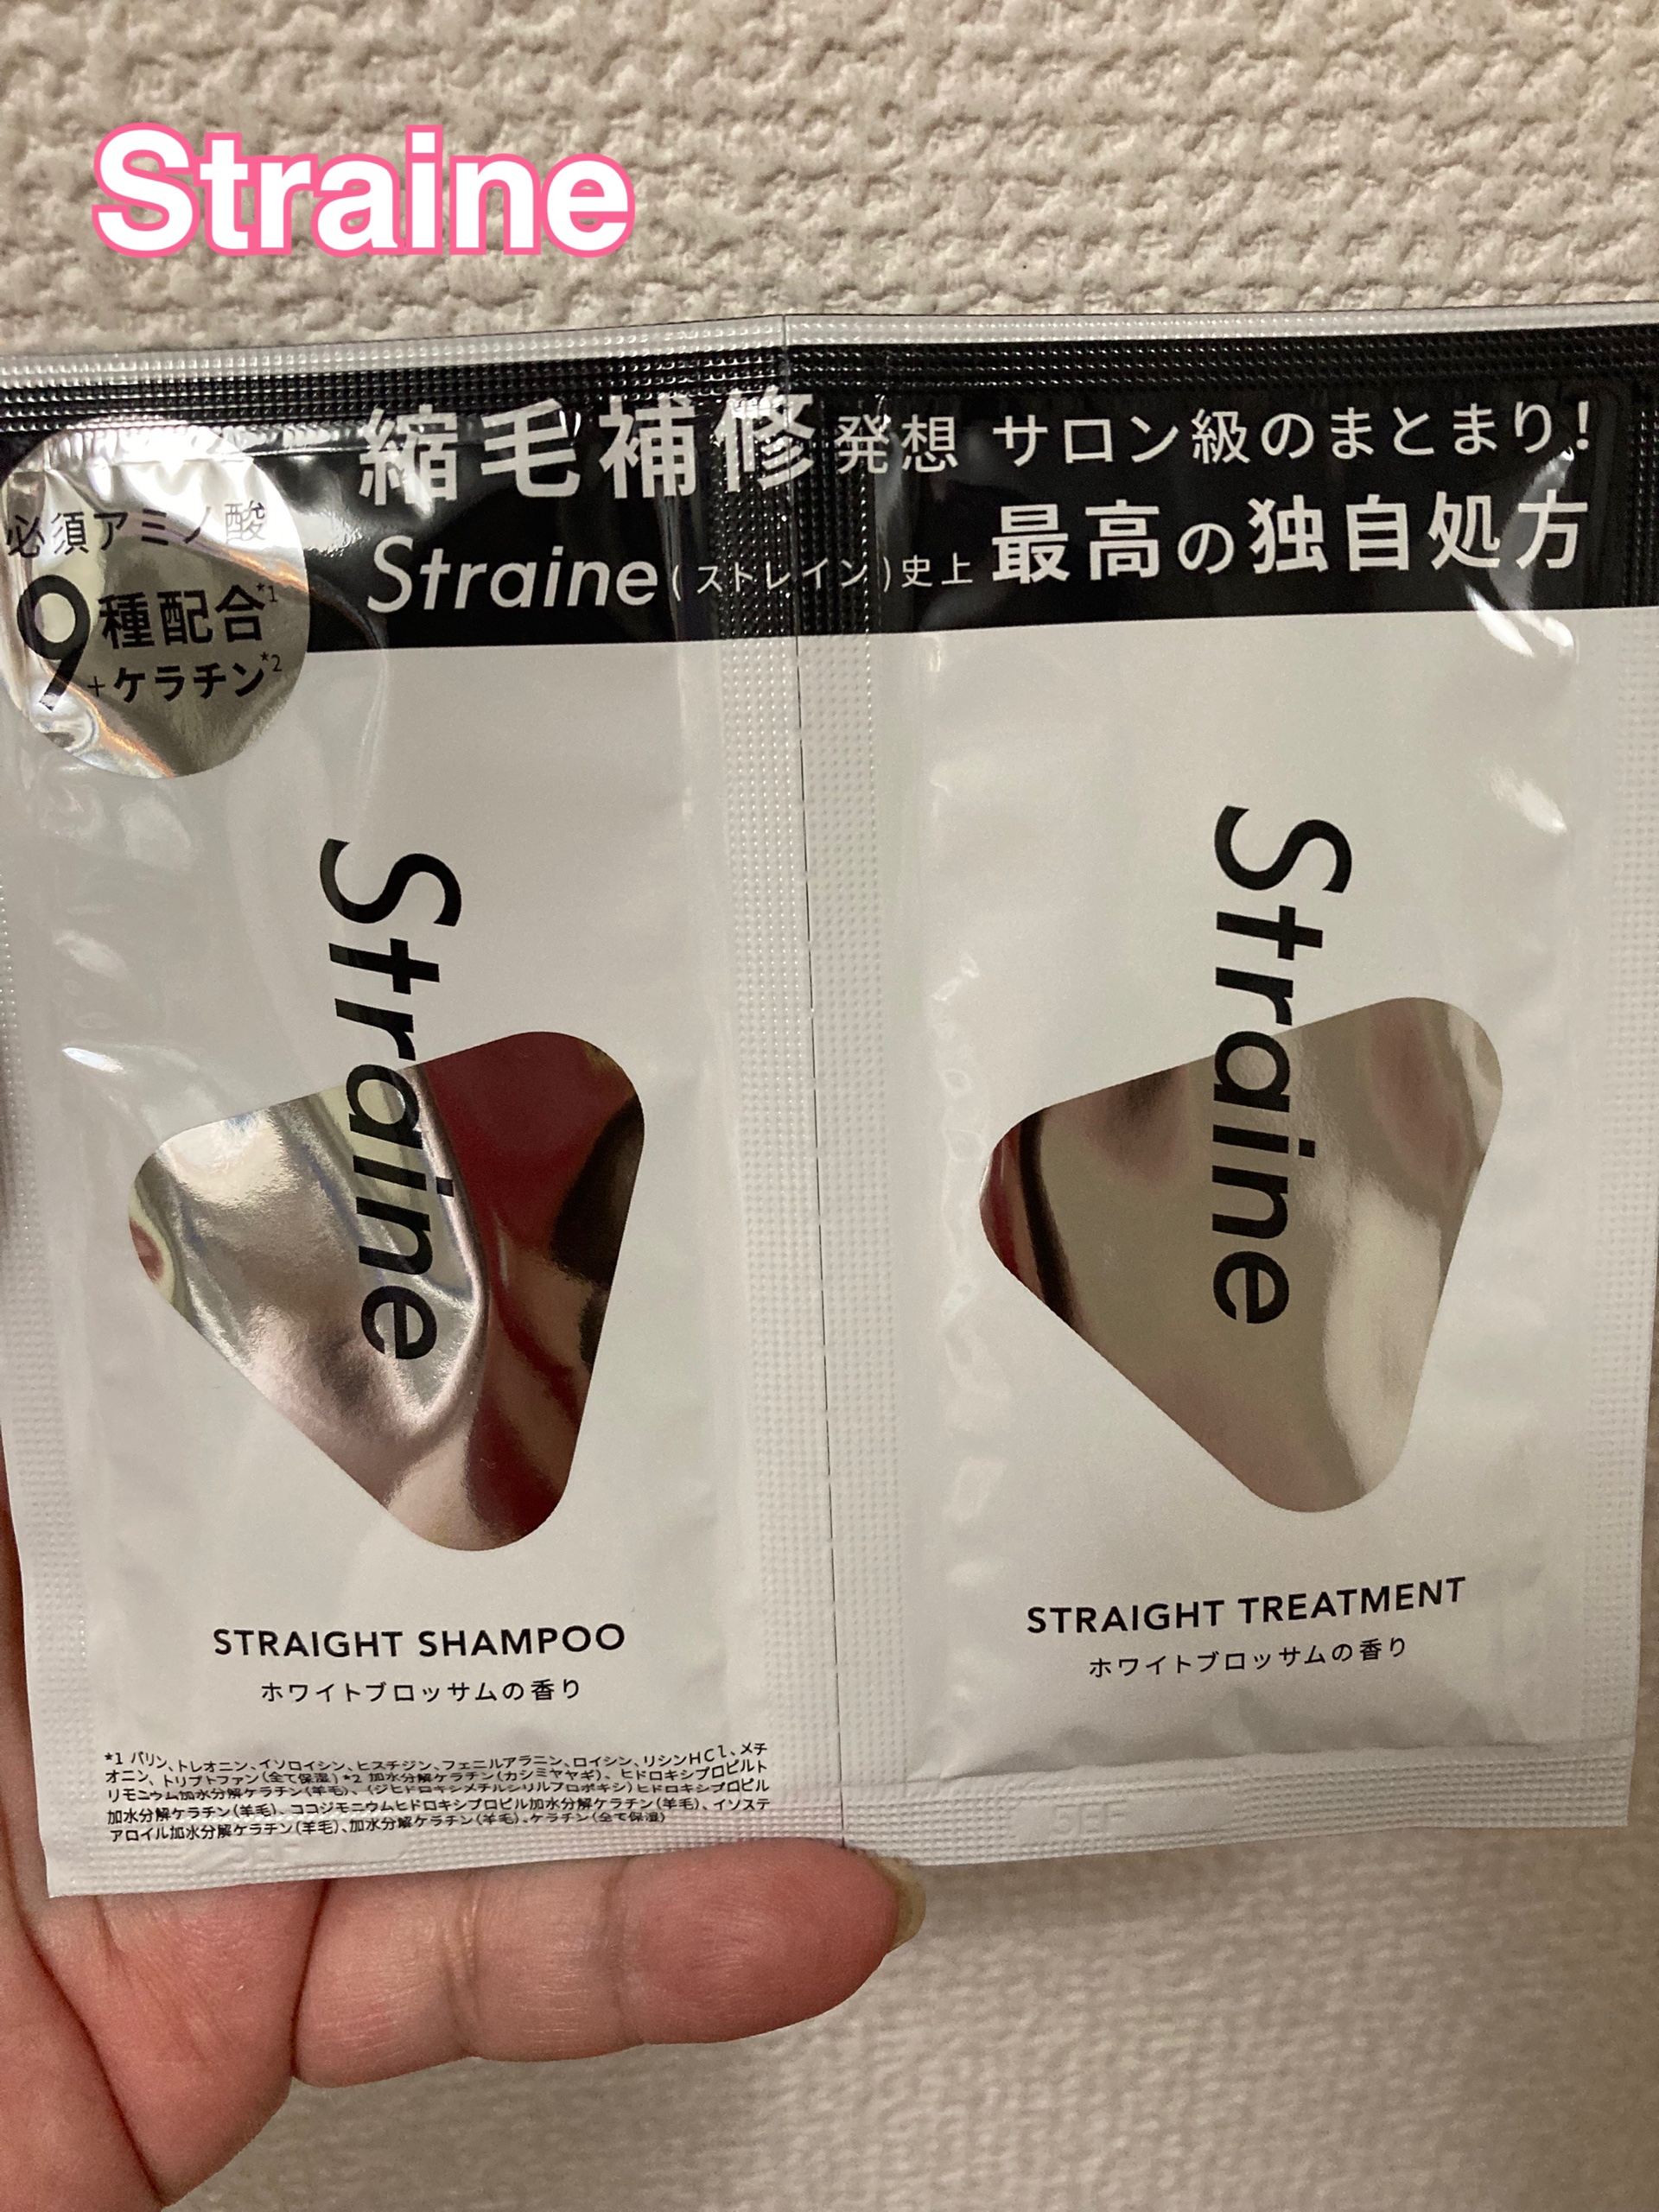 Straine
縮毛補修発想 サロン級のまとまり!
Straine(ストレイン)史上 最高の独自処方
必須アミノ酸
9種配合*1
+ケラチン*2
Straine
STRAIGHT SHAMPOO
ホワイトブロッサムの香り
*1 バリン、トレオニン、イソロイシン、ヒスチジン、フェニルアラニン、ロイシン、リシンHCl、メチ
オニン、トリプトファン(全て保湿) *2 加水分解ケラチン(カシミヤヤギ)、ヒドロキシプロピルト
リモニウム加水分解ケラチン(羊毛)、(ジヒドロキシメチルシリルプロポキシ)ヒドロキシプロピル
加水分解ケラチン(羊毛)、ココジモニウムヒドロキシプロピル加水分解ケラチン(羊毛)、イソステ
アロイル加水分解ケラチン(羊毛)、加水分解ケラチン(羊毛)、ケラチン(全て保湿)
Straine
STRAIGHT TREATMENT
ホワイトブロッサムの香り